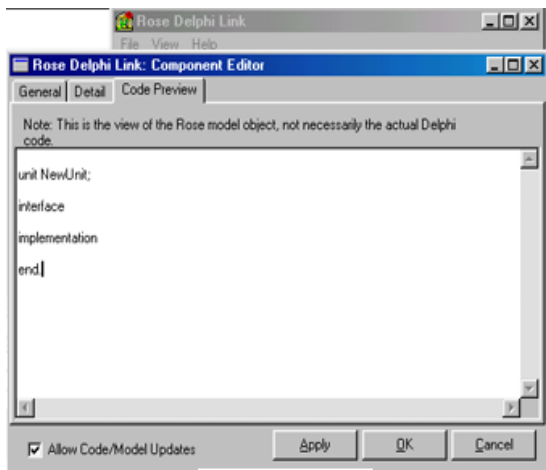 Rose Delphi Link
File View Help
Rose Delphi Link: Component Editor
General Detail Code Preview
Note: This is the view of the Rose model object, not necessarily the actual Delphi
code.
unit NewUnit;
interface
implementation
end.
Allow Code/Model Updates Apply OK Cancel